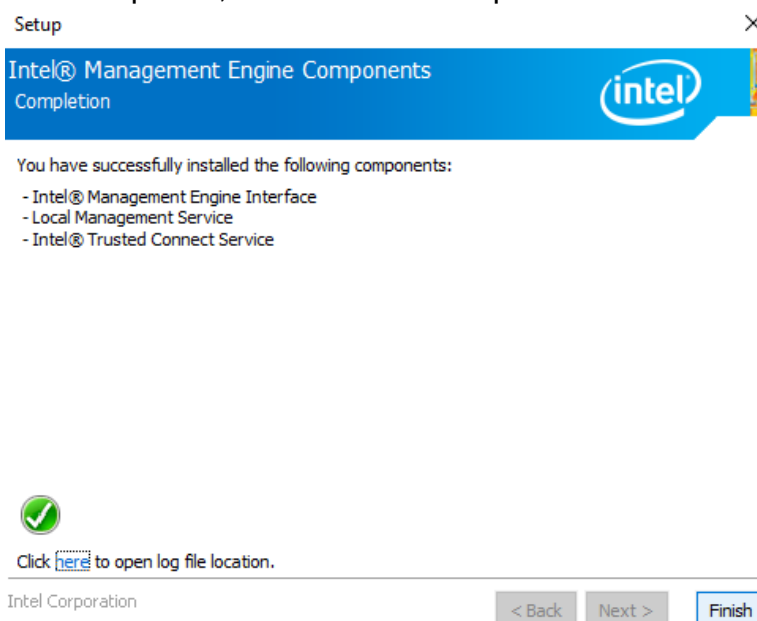 Setup
Intel® Management Engine Components
Completion
intel
You have successfully installed the following components:
- Intel® Management Engine Interface
- Local Management Service
- Intel® Trusted Connect Service
Click here to open log file location.
Intel Corporation
< Back
Next >
Finish